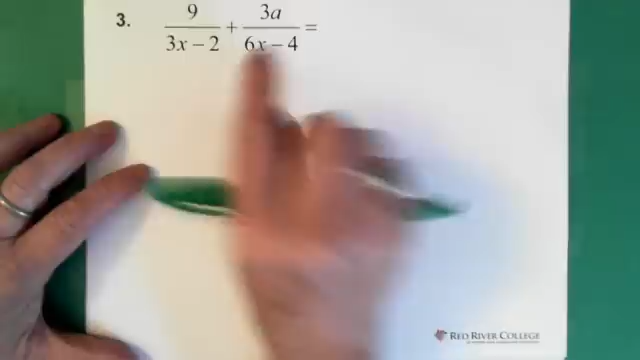 3. 9/(3x − 2) + 3a/(6x − 4) =
RED RIVER COLLEGE